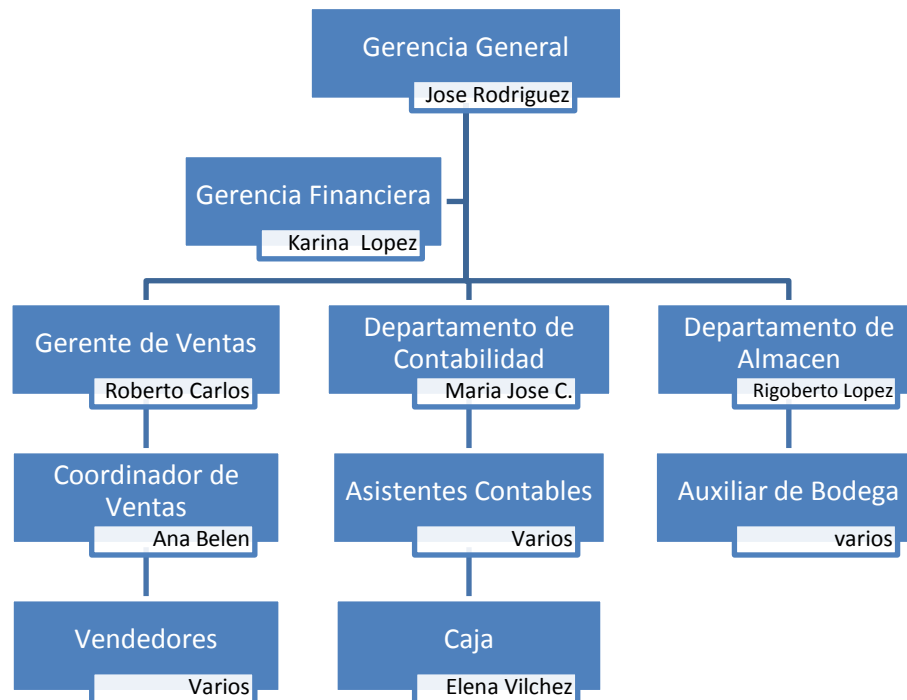 Gerencia General
Jose Rodriguez
Gerencia Financiera
Karina  Lopez
Gerente de Ventas
Roberto Carlos
Departamento de
Contabilidad
Maria Jose C.
Departamento de
Almacen
Rigoberto Lopez
Coordinador de
Ventas
Ana Belen
Asistentes Contables
Varios
Auxiliar de Bodega
varios
Vendedores
Varios
Caja
Elena Vilchez